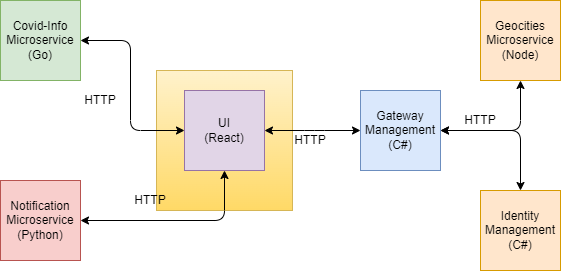 Covid-Info
Microservice
(Go)
HTTP
UI
(React)
HTTP
Notification
Microservice
(Python)
HTTP
Gateway
Management
(C#)
HTTP
Geocities
Microservice
(Node)
Identity
Management
(C#)